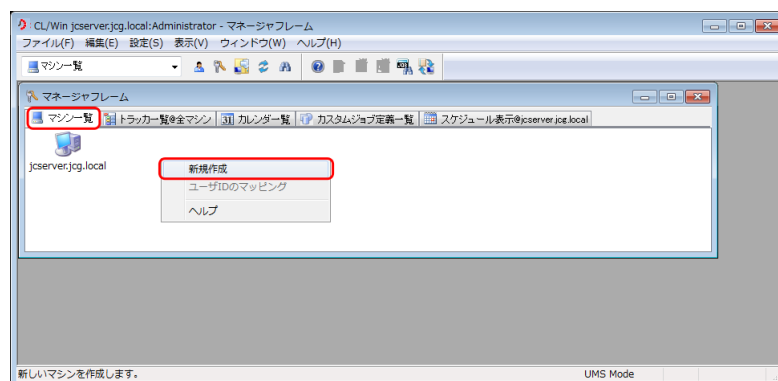 CL/Win jcserver.jcg.local:Administrator - マネージャフレーム
ファイル(F) 編集(E) 設定(S) 表示(V) ウィンドウ(W) ヘルプ(H)
マシン一覧
マネージャフレーム
マシン一覧 トラッカー一覧@全マシン 31 カレンダー一覧 カスタムジョブ定義一覧 スケジュール表示@jcserver.jcg.local
jcserver.jcg.local
新規作成
ユーザIDのマッピング
ヘルプ
新しいマシンを作成します。 UMS Mode